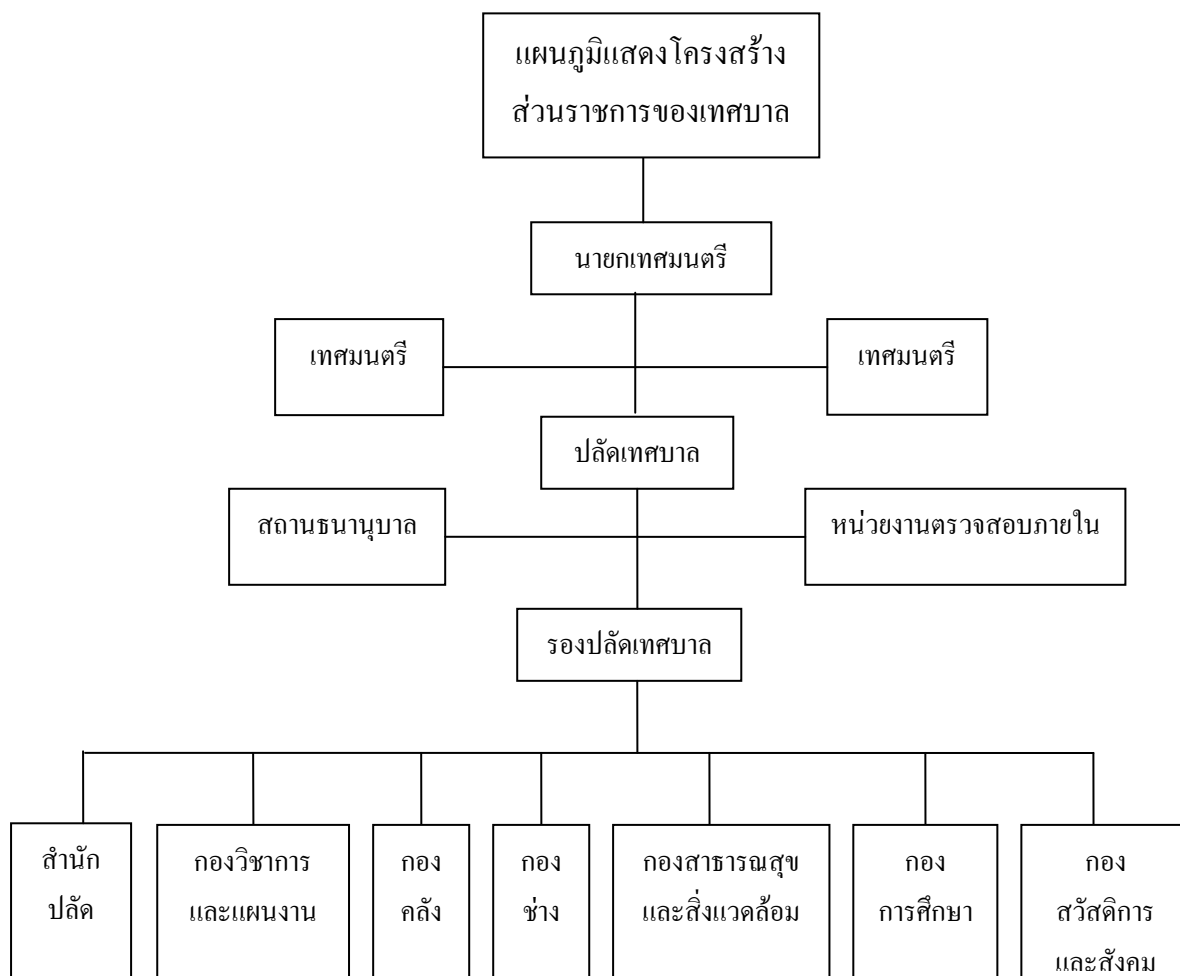 แผนภูมิแสดงโครงสร้าง
ส่วนราชการของเทศบาล
นายกเทศมนตรี
เทศมนตรี
เทศมนตรี
ปลัดเทศบาล
สถานธนานุบาล
หน่วยงานตรวจสอบภายใน
รองปลัดเทศบาล
สำนัก
ปลัด
กองวิชาการ
และแผนงาน
กอง
คลัง
กอง
ช่าง
กองสาธารณสุข
และสิ่งแวดล้อม
กอง
การศึกษา
กอง
สวัสดิการ
และสังคม